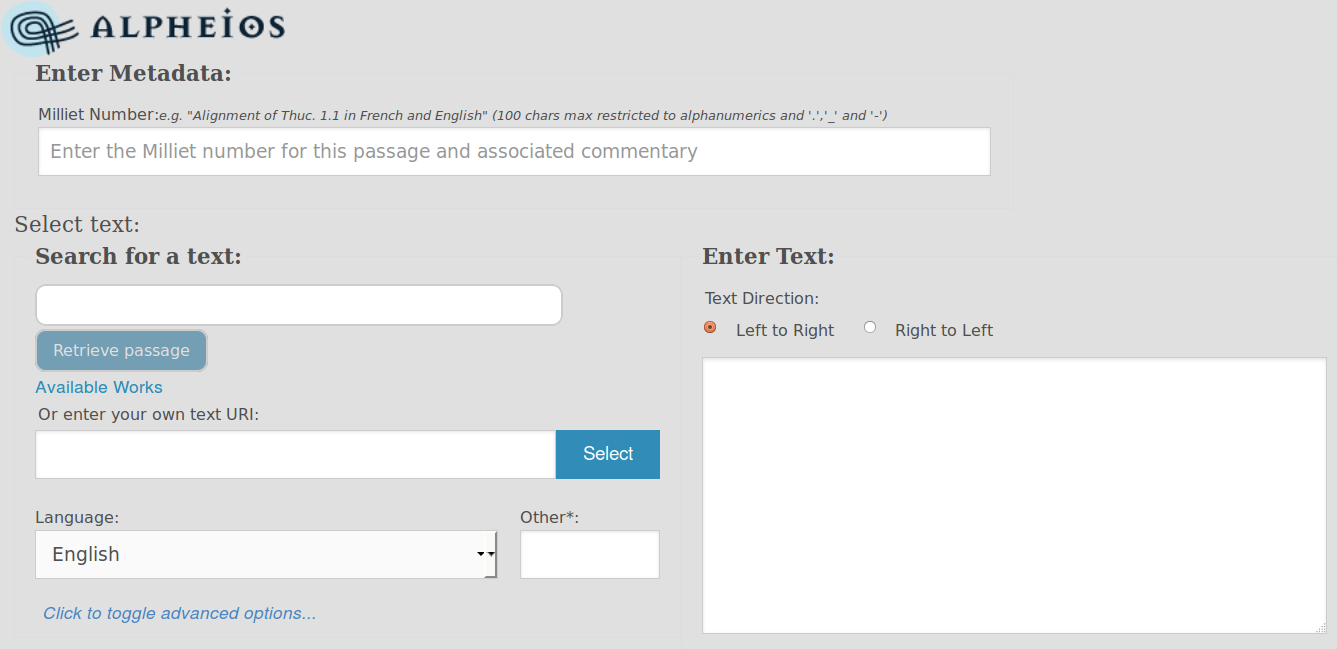 ALPHEIOS
Enter Metadata:
Milliet Number:e.g. "Alignment of Thuc. 1.1 in French and English" (100 chars max restricted to alphanumerics and '.','_' and '-')
Enter the Milliet number for this passage and associated commentary
Select text:
Search for a text:
Retrieve passage
Available Works
Or enter your own text URI:
Select
Language:
Other*:
English
Click to toggle advanced options...
Enter Text:
Text Direction:
Left to Right
Right to Left